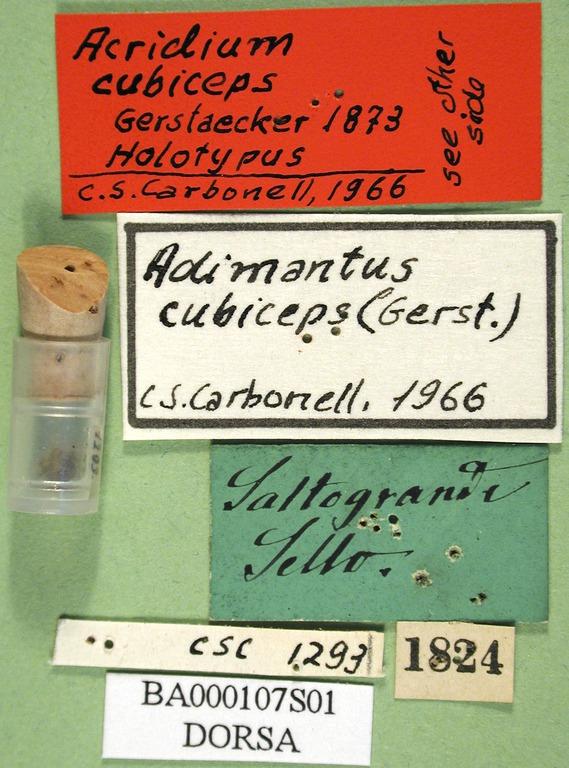 Acridium
cubiceps
Gerstaecker 1873
Holotypus
C.S.Carbonell, 1966
see other
side
Adimantus
cubiceps (Gerst.)
C.S.Carbonell. 1966
Saltogrande
Sello.
CSC 1293
1824
BA000107S01
DORSA